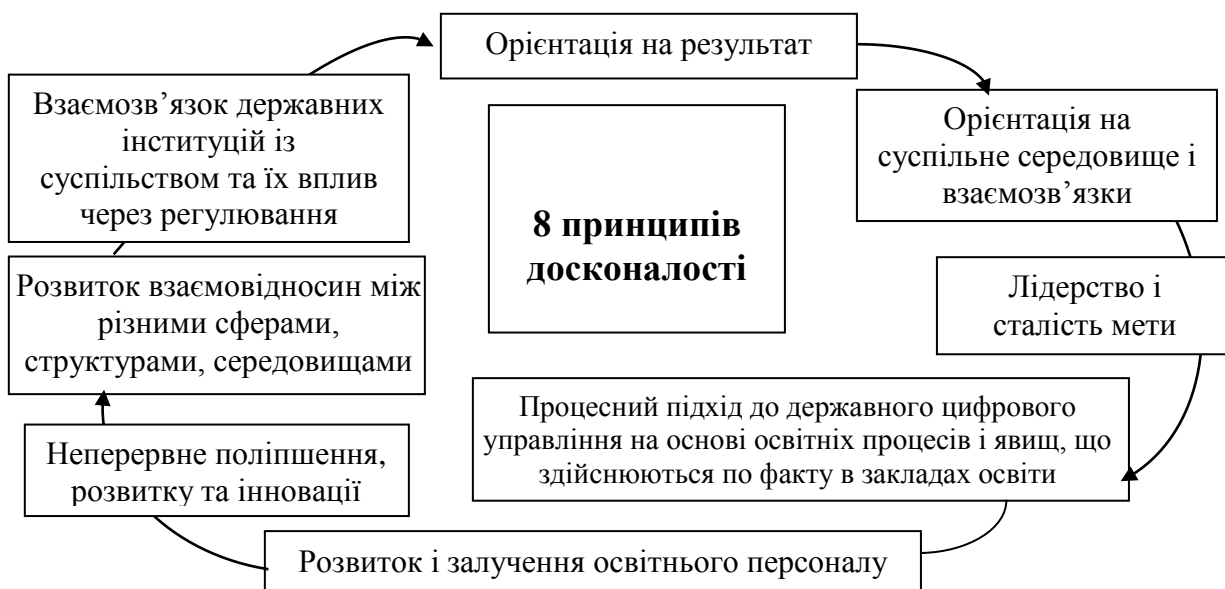 Орієнтація на результат
Взаємозв’язок державних
інституцій із
суспільством та їх вплив
через регулювання
Орієнтація на
суспільне середовище і
взаємозв’язки
8 принципів
досконалості
Розвиток взаємовідносин між
різними сферами,
структурами, середовищами
Лідерство і
сталість мети
Процесний підхід до державного цифрового
управління на основі освітніх процесів і явищ, що
здійснюються по факту в закладах освіти
Неперервне поліпшення,
розвитку та інновації
Розвиток і залучення освітнього персоналу